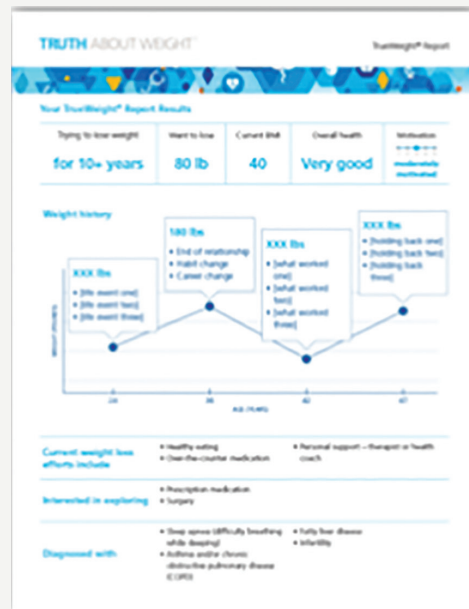 TRUTH ABOUT WEIGHT™
TrueWeight® Report
Your TrueWeight® Report Results
Trying to lose weight
for 10+ years
Want to lose
80 lb
Current BMI
40
Overall health
Very good
Motivation
moderately
motivated
Weight history
XXX lbs
• [life event one]
• [life event two]
• [life event three]
180 lbs
• End of relationship
• Habit change
• Career change
XXX lbs
• [what worked
one]
• [what worked
two]
• [what worked
three]
XXX lbs
• [holding back one]
• [holding back two]
• [holding back
three]
AGE (YEARS)
Current weight loss
efforts include
• Healthy eating
• Over-the-counter medication
• Personal support – therapist or health
coach
Interested in exploring
• Prescription medication
• Surgery
Diagnosed with
• Sleep apnea (difficulty breathing
while sleeping)
• Asthma and/or chronic
obstructive pulmonary disease
(COPD)
• Fatty liver disease
• Infertility